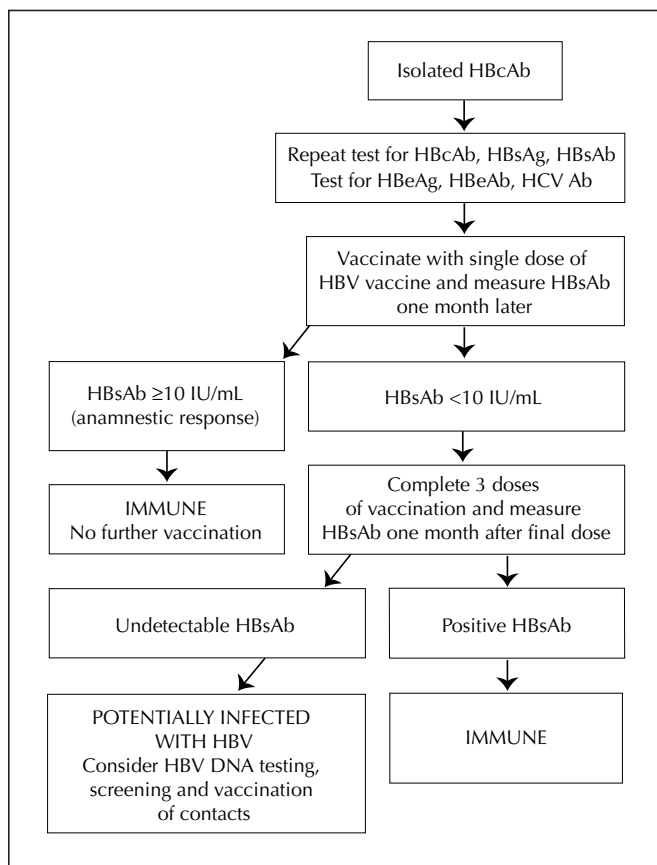 Isolated HBcAb
Repeat test for HBcAb, HBsAg, HBsAb
Test for HBeAg, HBeAb, HCV Ab
Vaccinate with single dose of
HBV vaccine and measure HBsAb
one month later
HBsAb ≥10 IU/mL
(anamnestic response)
HBsAb <10 IU/mL
IMMUNE
No further vaccination
Complete 3 doses
of vaccination and measure
HBsAb one month after final dose
Undetectable HBsAb
Positive HBsAb
POTENTIALLY INFECTED
WITH HBV
Consider HBV DNA testing,
screening and vaccination
of contacts
IMMUNE